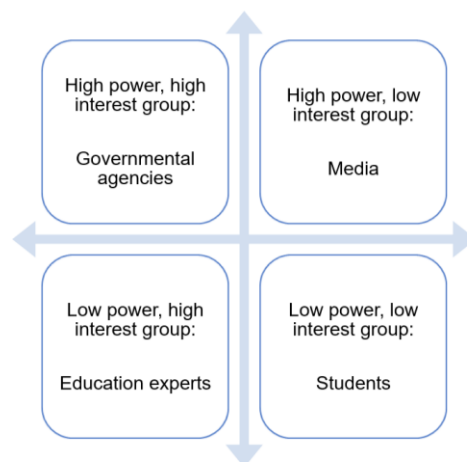 High power, high
interest group:
Governmental
agencies
High power, low
interest group:
Media
Low power, high
interest group:
Education experts
Low power, low
interest group:
Students